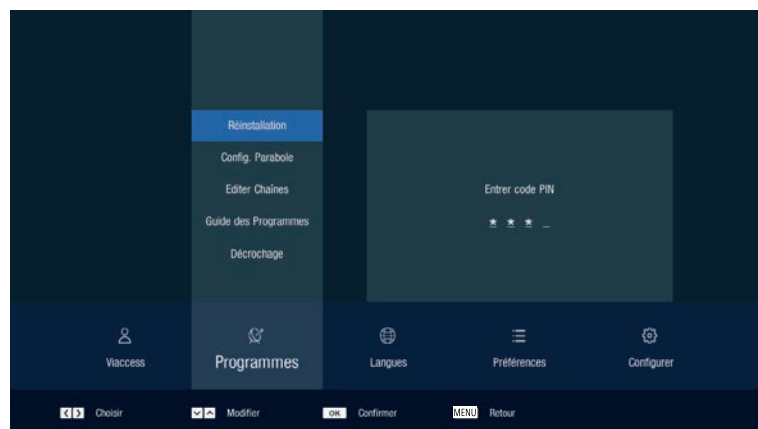 Réinstallation
Config. Parabole
Editer Chaînes
Guide des Programmes
Décrochage
Entrer code PIN
* * * _
Viaccess
Programmes
Langues
Préférences
Configurer
Choisir
Modifier
OK Confirmer
MENU Retour